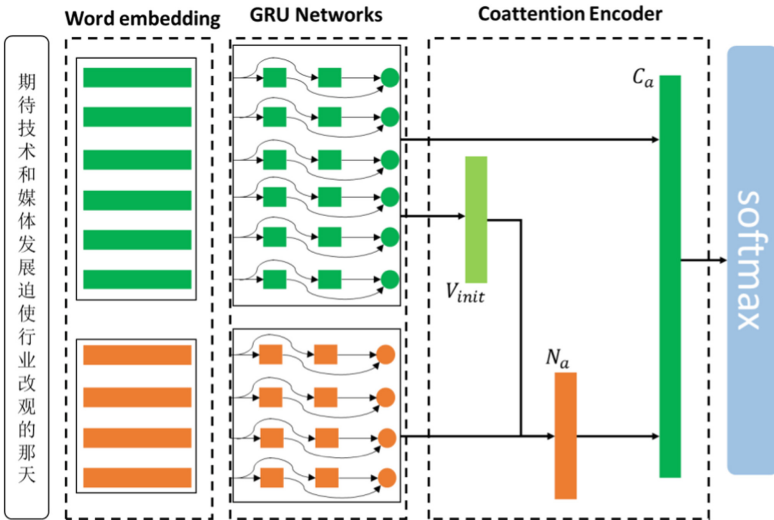 Word embedding
GRU Networks
Coattention Encoder
期待技术和媒体发展迫使行业改观的那天
C_a
V_init
N_a
softmax